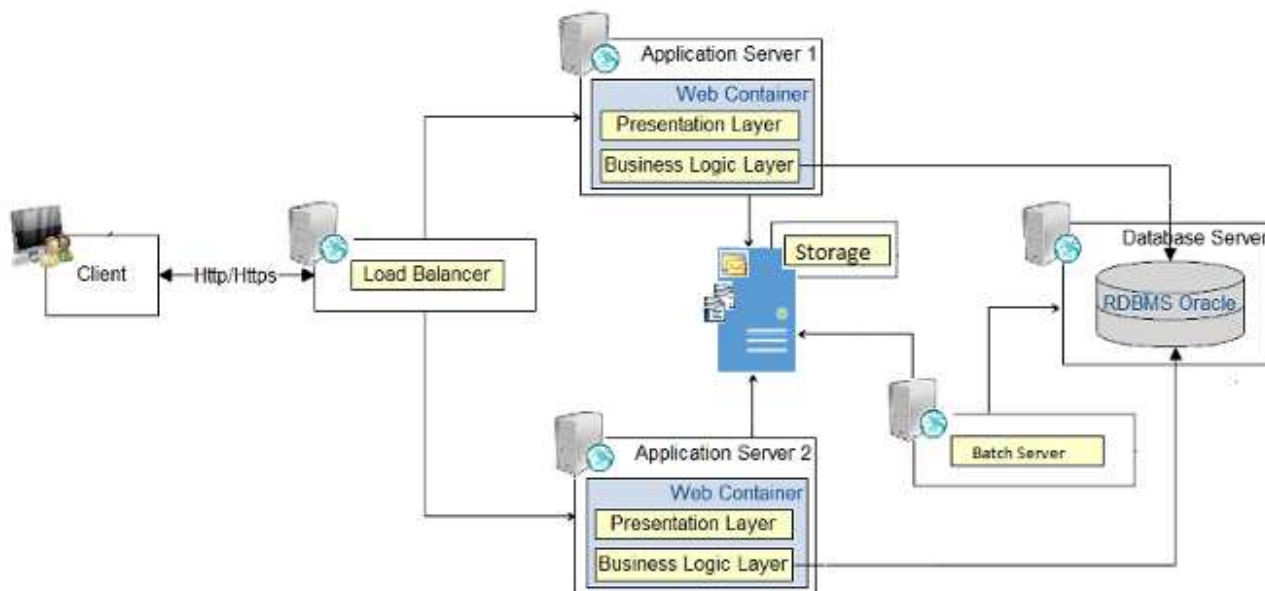 Application Server 1
Web Container
Presentation Layer
Business Logic Layer
Client
Http/Https
Load Balancer
Storage
Database Server
RDBMS Oracle
Batch Server
Application Server 2
Web Container
Presentation Layer
Business Logic Layer